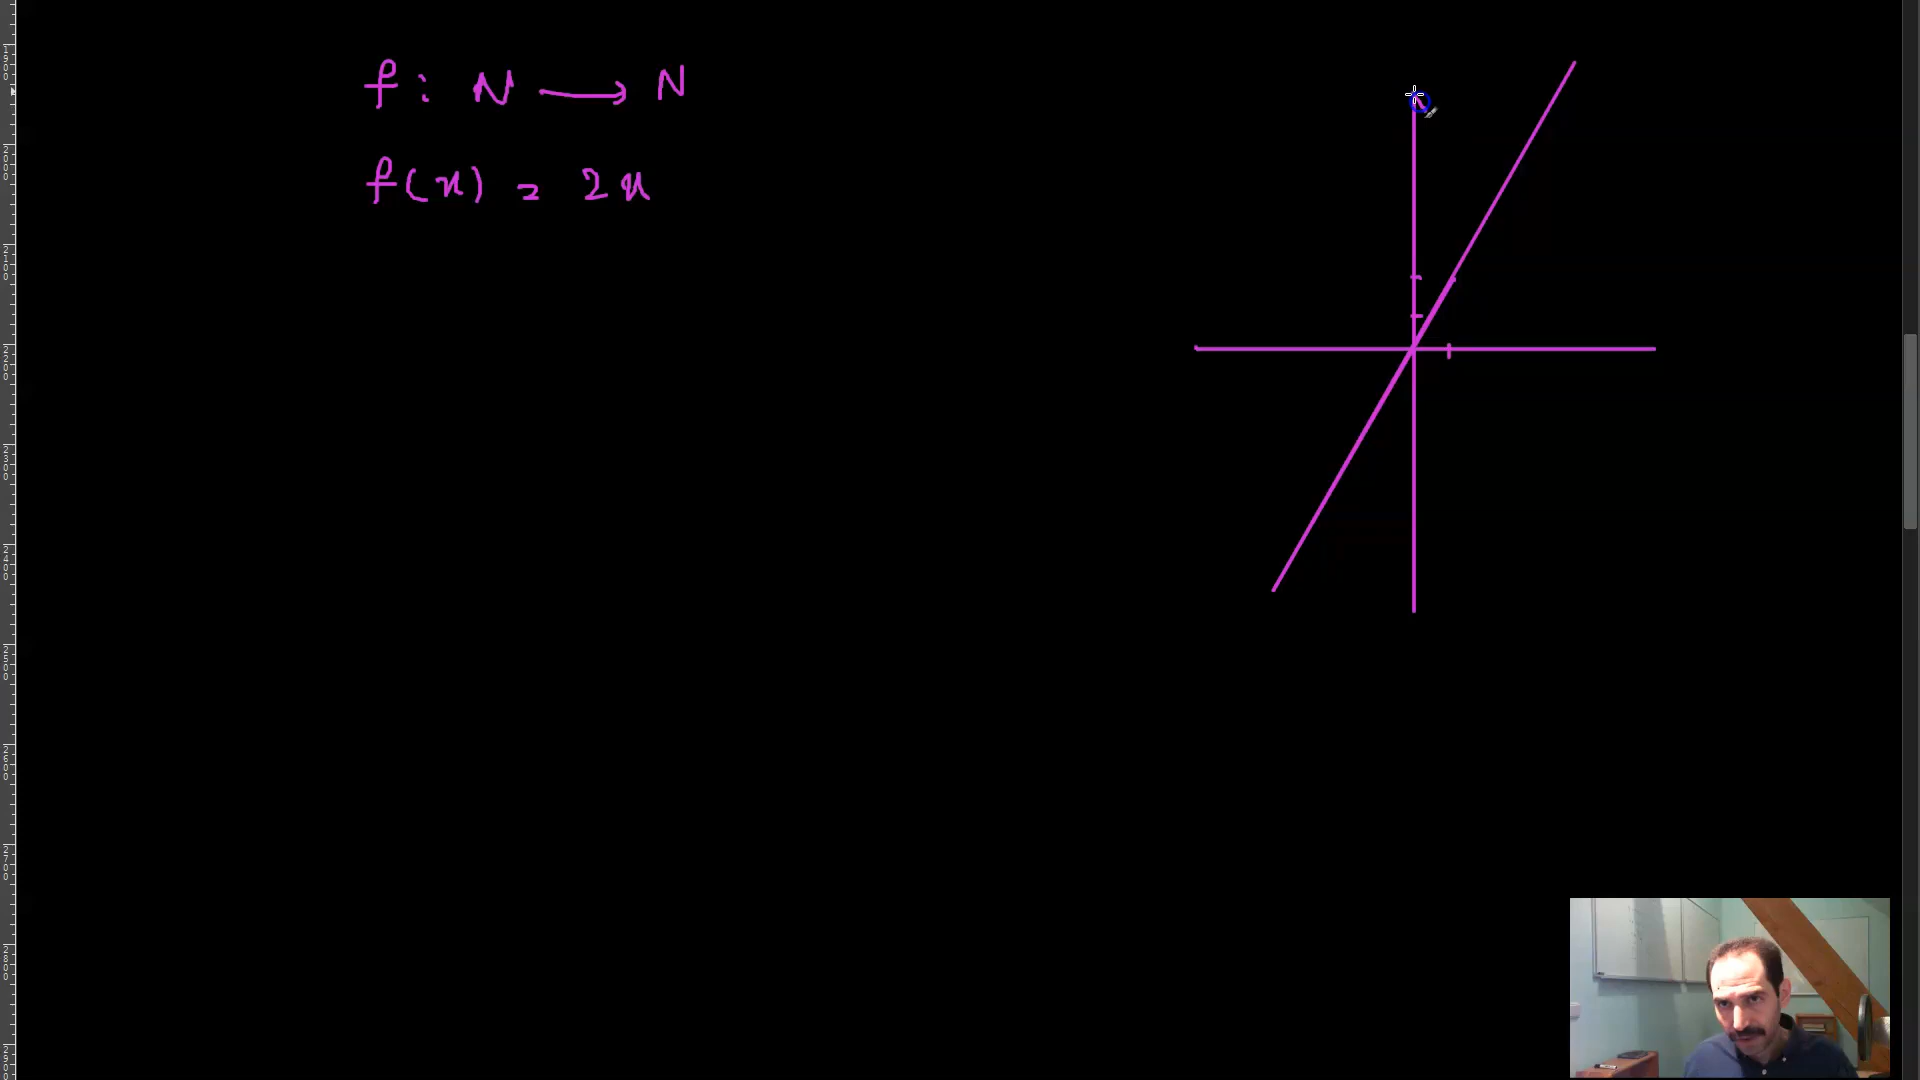 f: N → N
f(x) = 2x